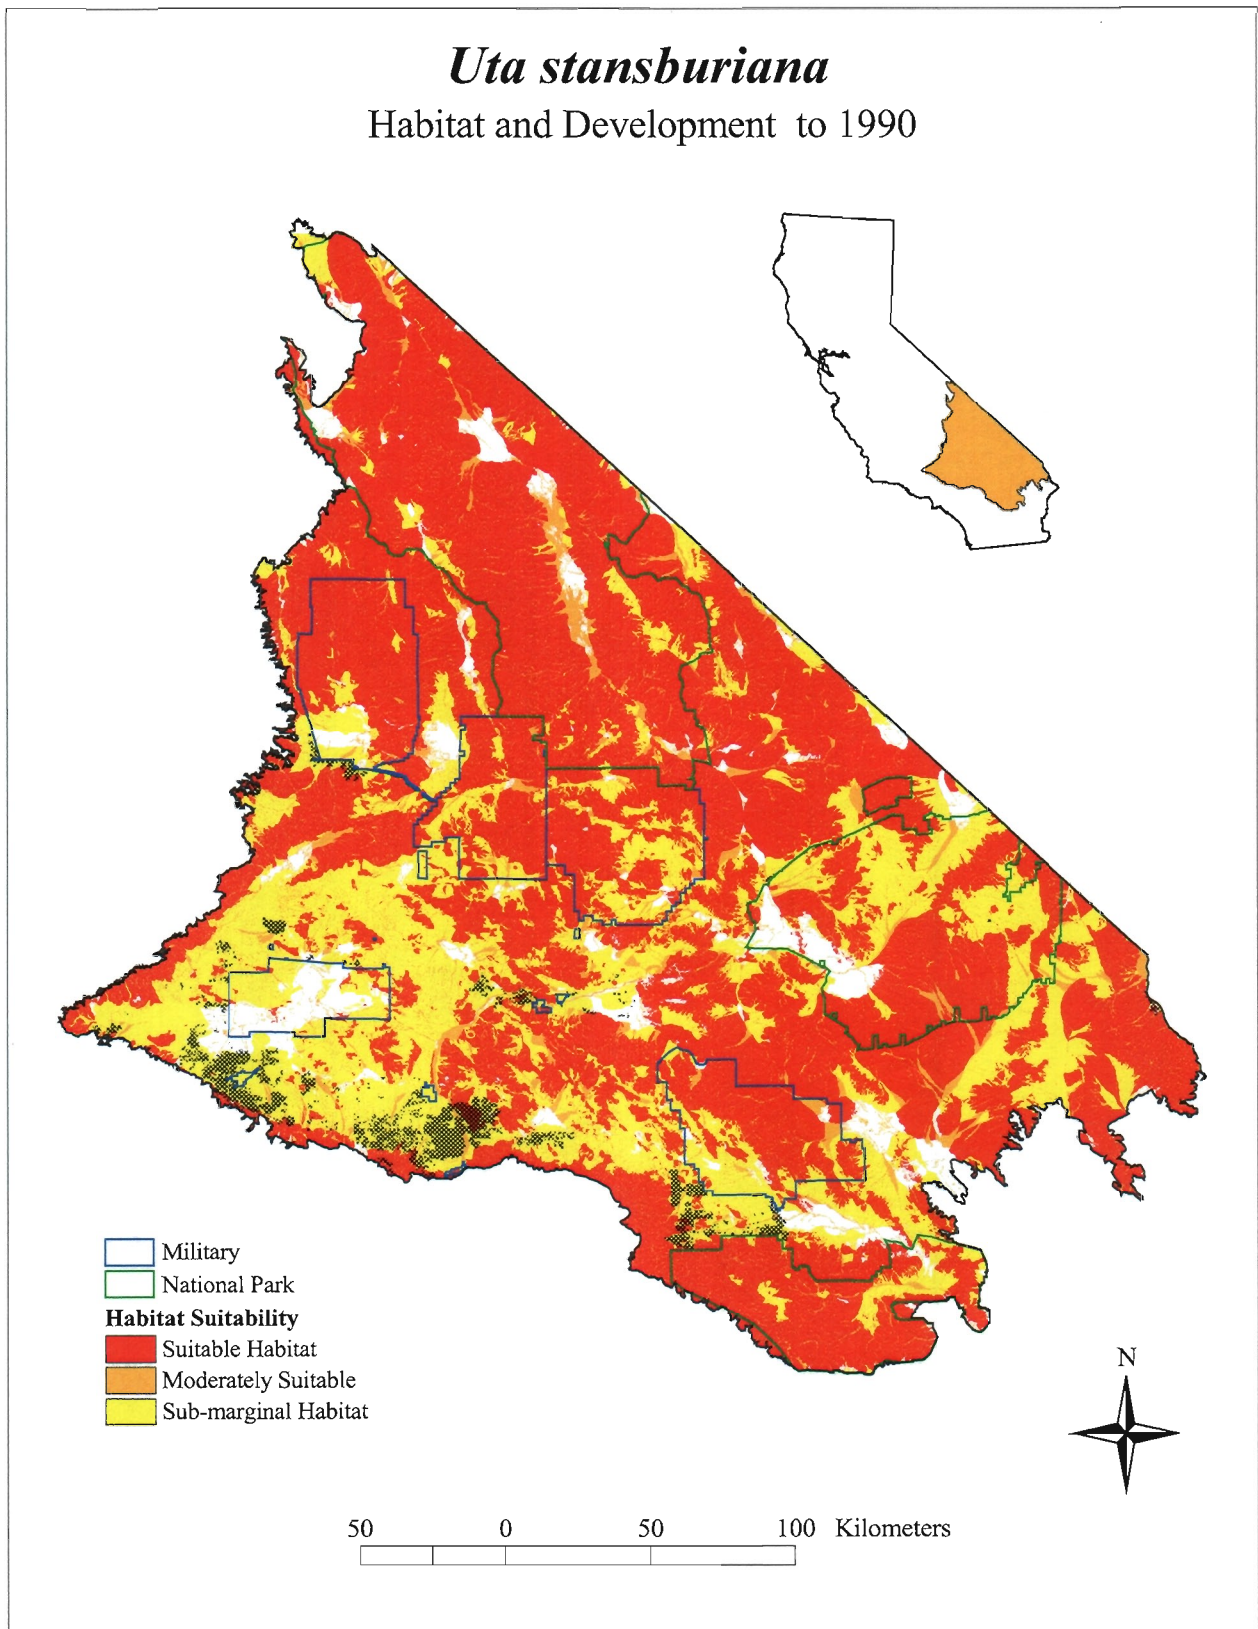 Uta stansburiana
Habitat and Development to 1990
Military
National Park
Habitat Suitability
Suitable Habitat
Moderately Suitable
Sub-marginal Habitat
N
50 0 50 100 Kilometers